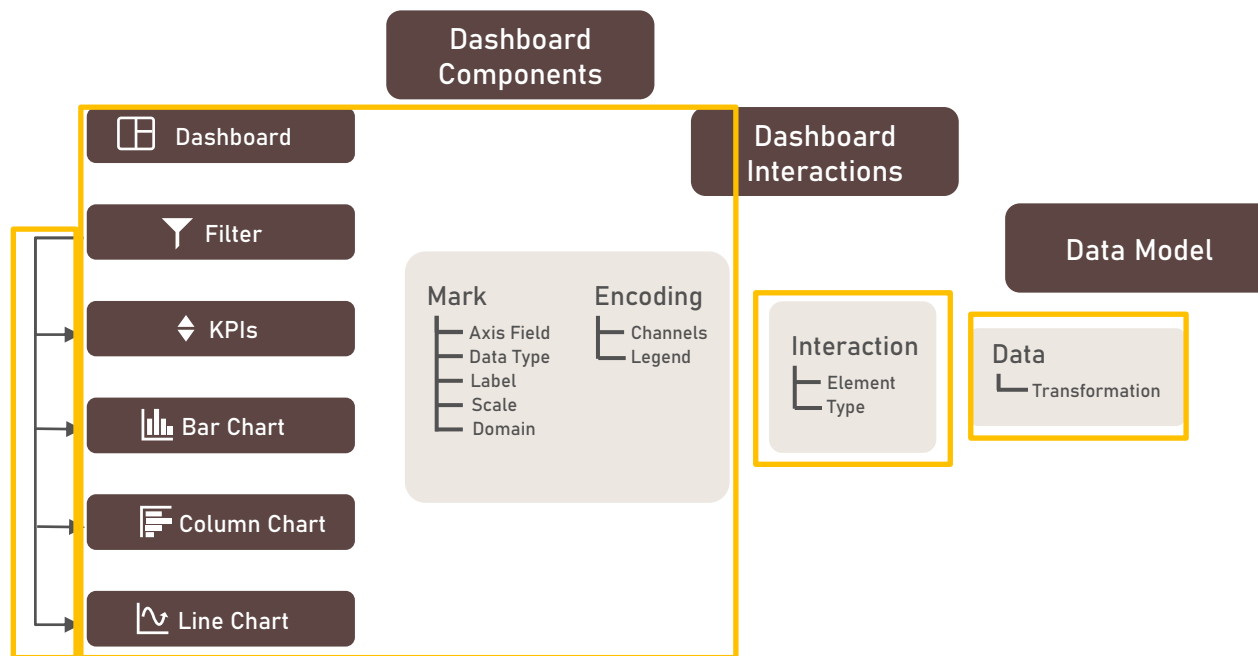 Dashboard
Components
Dashboard
Dashboard
Interactions
Filter
Data Model
Mark
Axis Field
Data Type
Label
Scale
Domain
Encoding
Channels
Legend
KPIs
Interaction
Element
Type
Data
Transformation
Bar Chart
Column Chart
Line Chart